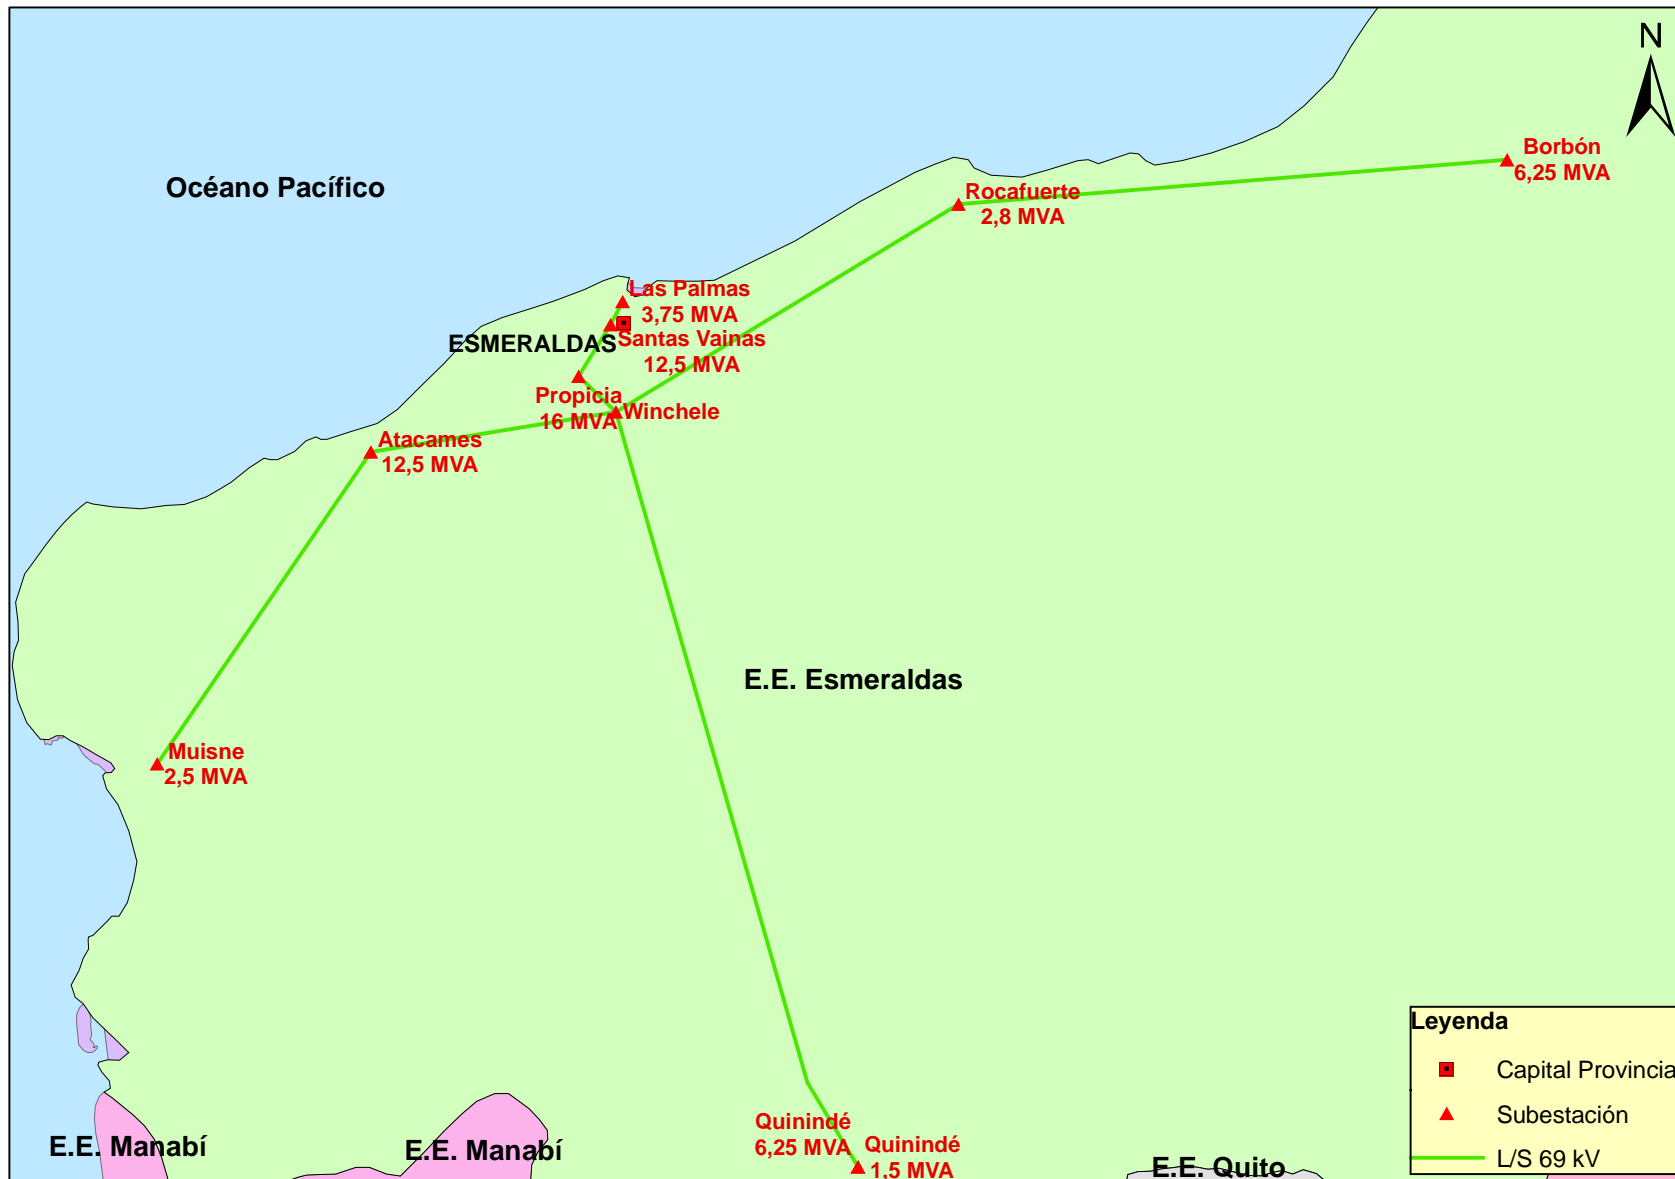 N
Borbón
6,25 MVA
Océano Pacífico
Rocafuerte
2,8 MVA
Las Palmas
3,75 MVA
ESMERALDAS
Santas Vainas
12,5 MVA
Propicia
16 MVA
Winchele
Atacames
12,5 MVA
E.E. Esmeraldas
Muisne
2,5 MVA
Leyenda
Capital Provincia
Subestación
L/S 69 kV
Quinindé
6,25 MVA
Quinindé
1,5 MVA
E.E. Manabí
E.E. Manabí
E.E. Quito